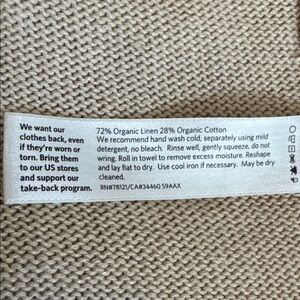 We want our
clothes back, even
if they're worn or
torn. Bring them
to our US stores
and support our
take-back program.
72% Organic Linen 28% Organic Cotton
We recommend hand wash cold, separately using mild
detergent, no bleach. Rinse well, gently squeeze, do not
wring. Roll in towel to remove excess moisture. Reshape
and lay flat to dry. Use cool iron if necessary. May be dry
cleaned.
RN#78121/CA#34460 S9AAX